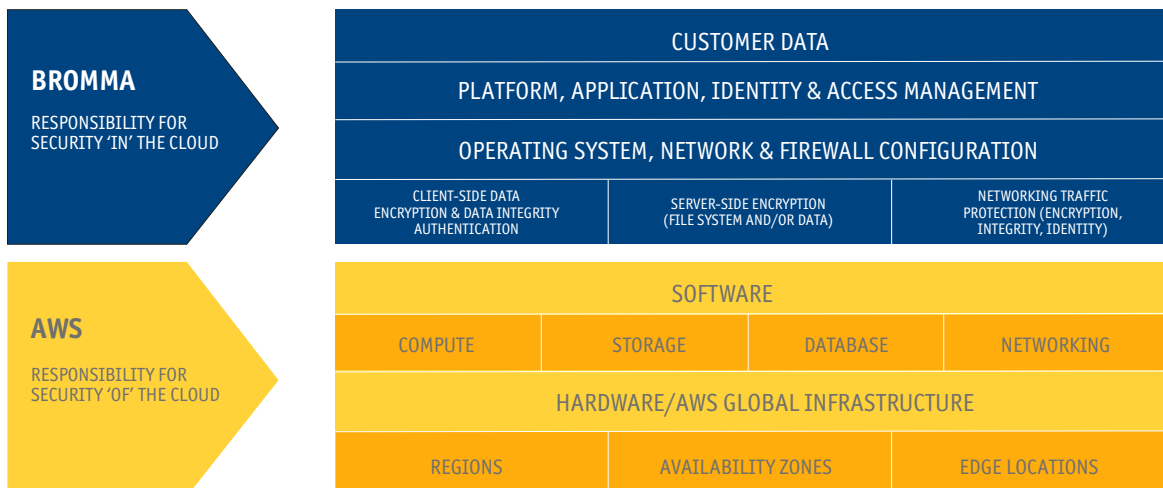 BROMMA
RESPONSIBILITY FOR
SECURITY ‘IN’ THE CLOUD
CUSTOMER DATA
PLATFORM, APPLICATION, IDENTITY & ACCESS MANAGEMENT
OPERATING SYSTEM, NETWORK & FIREWALL CONFIGURATION
CLIENT-SIDE DATA
ENCRYPTION & DATA INTEGRITY
AUTHENTICATION
SERVER-SIDE ENCRYPTION
(FILE SYSTEM AND/OR DATA)
NETWORKING TRAFFIC
PROTECTION (ENCRYPTION,
INTEGRITY, IDENTITY)
AWS
RESPONSIBILITY FOR
SECURITY ‘OF’ THE CLOUD
SOFTWARE
COMPUTE
STORAGE
DATABASE
NETWORKING
HARDWARE/AWS GLOBAL INFRASTRUCTURE
REGIONS
AVAILABILITY ZONES
EDGE LOCATIONS